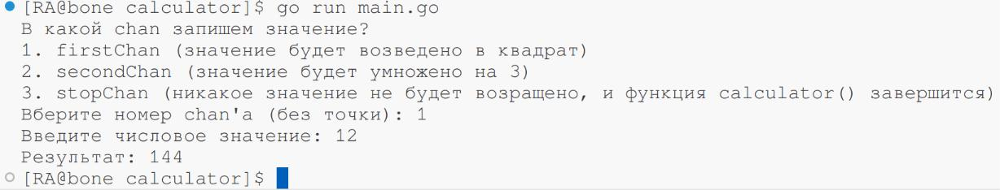 [RA@bone calculator]$ go run main.go
В какой chan запишем значение?
1. firstChan (значение будет возведено в квадрат)
2. secondChan (значение будет умножено на 3)
3. stopChan (никакое значение не будет возращено, и функция calculator() завершится)
Вберите номер chan'а (без точки): 1
Введите числовое значение: 12
Результат: 144
[RA@bone calculator]$